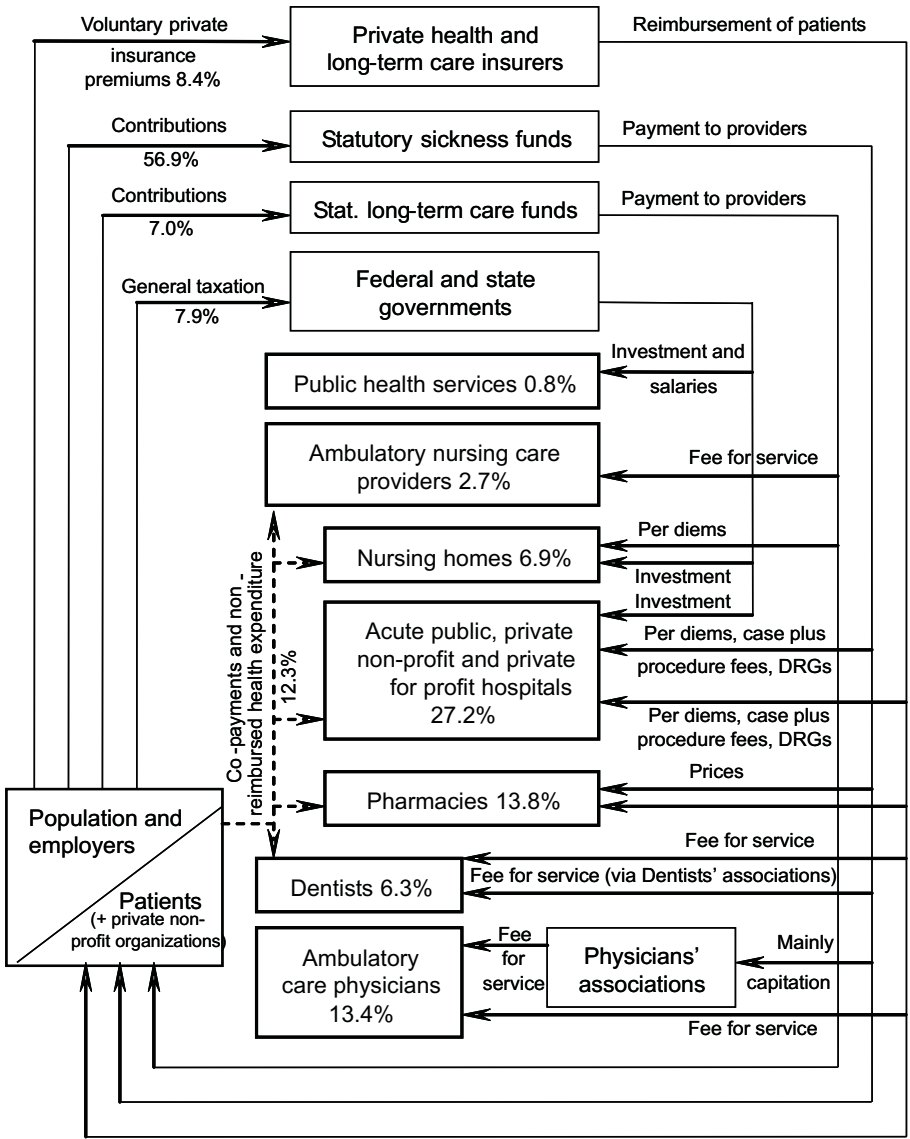 Voluntary private
insurance
premiums 8.4%
Private health and
long-term care insurers
Reimbursement of patients
Contributions
56.9%
Statutory sickness funds
Payment to providers
Contributions
7.0%
Stat. long-term care funds
Payment to providers
General taxation
7.9%
Federal and state
governments
Investment and
salaries
Public health services 0.8%
Ambulatory nursing care
providers 2.7%
Fee for service
Nursing homes 6.9%
Per diems
Investment
Investment
Co-payments and non -
reimbursed health expenditure
12.3%
Acute public, private
non-profit and private
for profit hospitals
27.2%
Per diems, case plus
procedure fees, DRGs
Per diems, case plus
procedure fees, DRGs
Pharmacies 13.8%
Prices
Population and
employers
Patients
(+ private non-
profit organizations)
Dentists 6.3%
Fee for service
Fee for service (via Dentists' associations)
Ambulatory
care physicians
13.4%
Fee
for
service
Physicians'
associations
Mainly
capitation
Fee for service